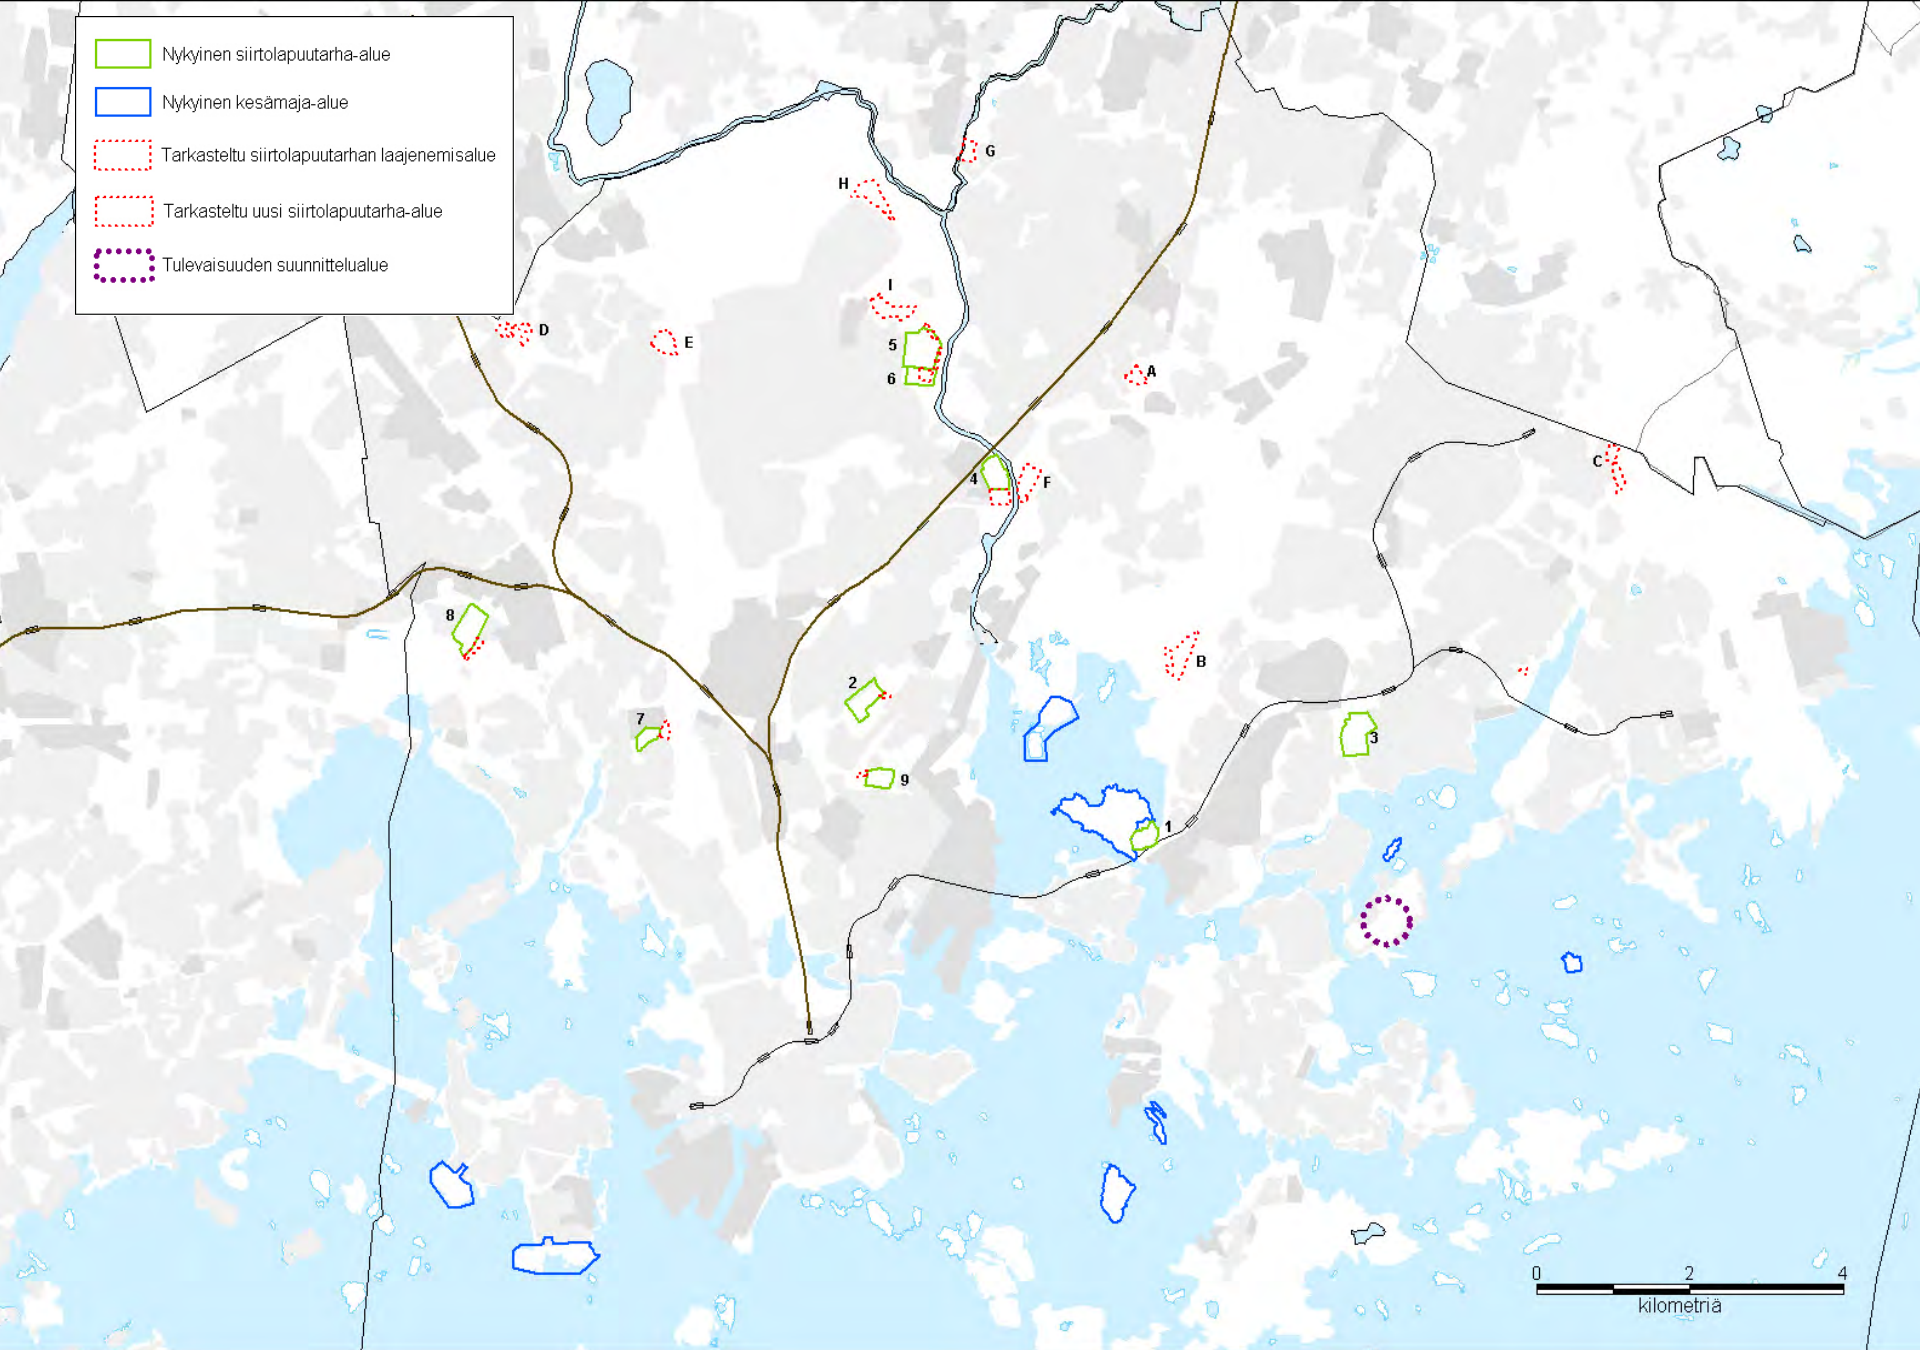 Nykyinen siirtolapuutarha-alue
Nykyinen kesämaja-alue
Tarkasteltu siirtolapuutarhan laajenemisalue
Tarkasteltu uusi siirtolapuutarha-alue
Tulevaisuuden suunnittelualue
G
H
I
D
E
5
A
6
C
4
F
8
B
2
7
3
9
1
0 2 4
kilometriä